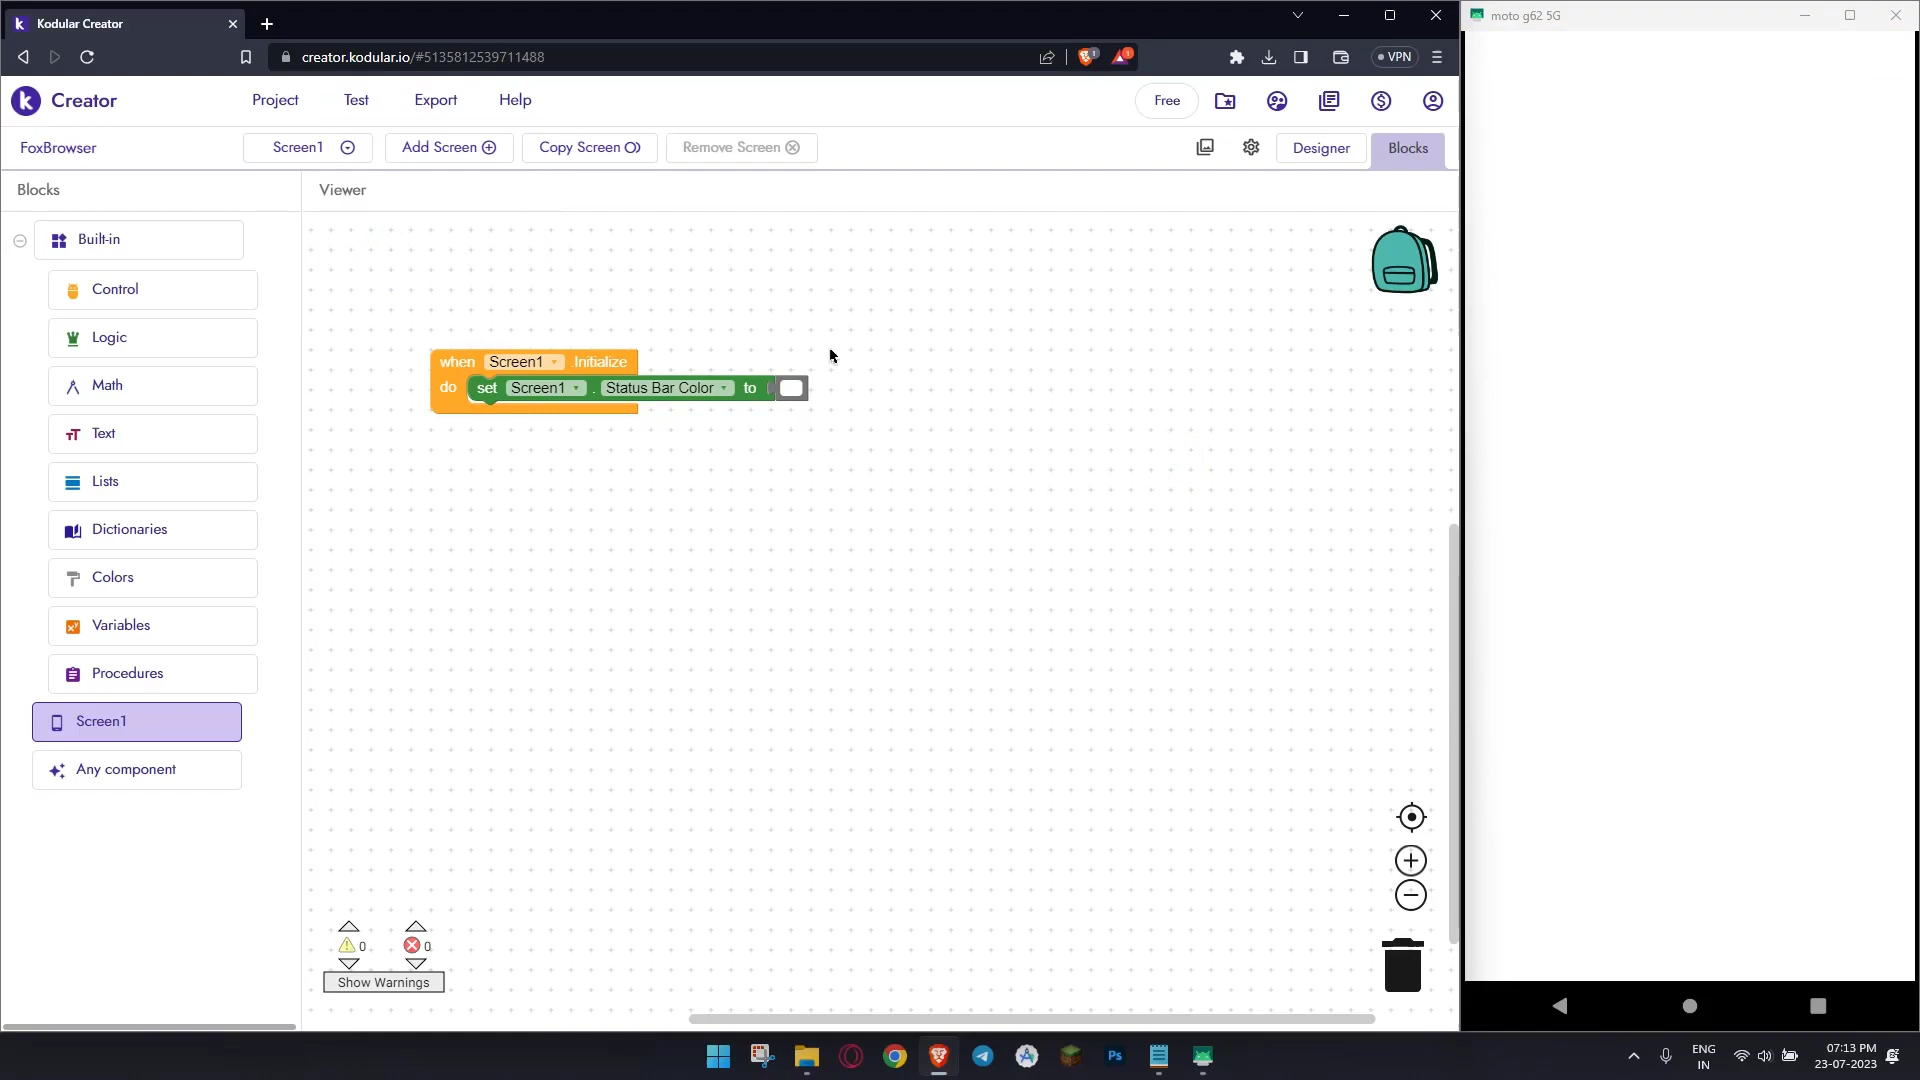 Kodular Creator
moto g62 5G
creator.kodular.io/#5135812539711488
1
1
VPN
Creator
Project
Test
Export
Help
Free
FoxBrowser
Screen1
Add Screen
Copy Screen
Remove Screen
Designer
Blocks
Blocks
Viewer
Built-in
Control
Logic
Math
Text
Lists
Dictionaries
Colors
Variables
Procedures
Screen1
Any component
when Screen1 .Initialize
do set Screen1 . Status Bar Color to
0
0
Show Warnings
Ps
ENG
IN
07:13 PM
23-07-2023